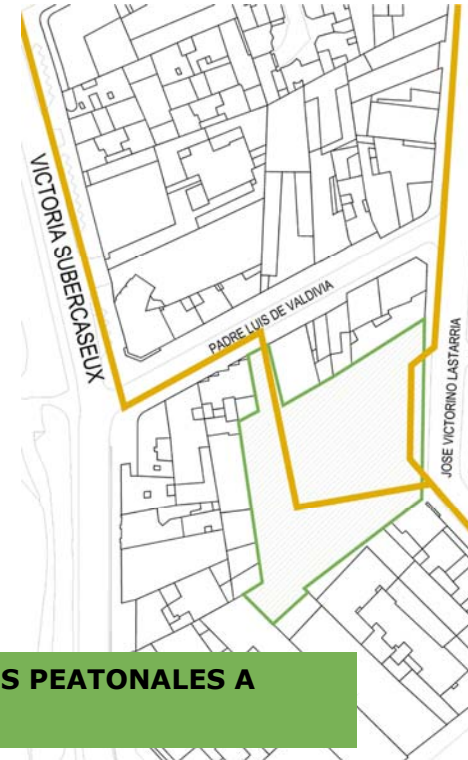 VICTORIA SUBERCASEUX
PADRE LUIS DE VALDIVIA
JOSE VICTORINO LASTARRIA
S PEATONALES A